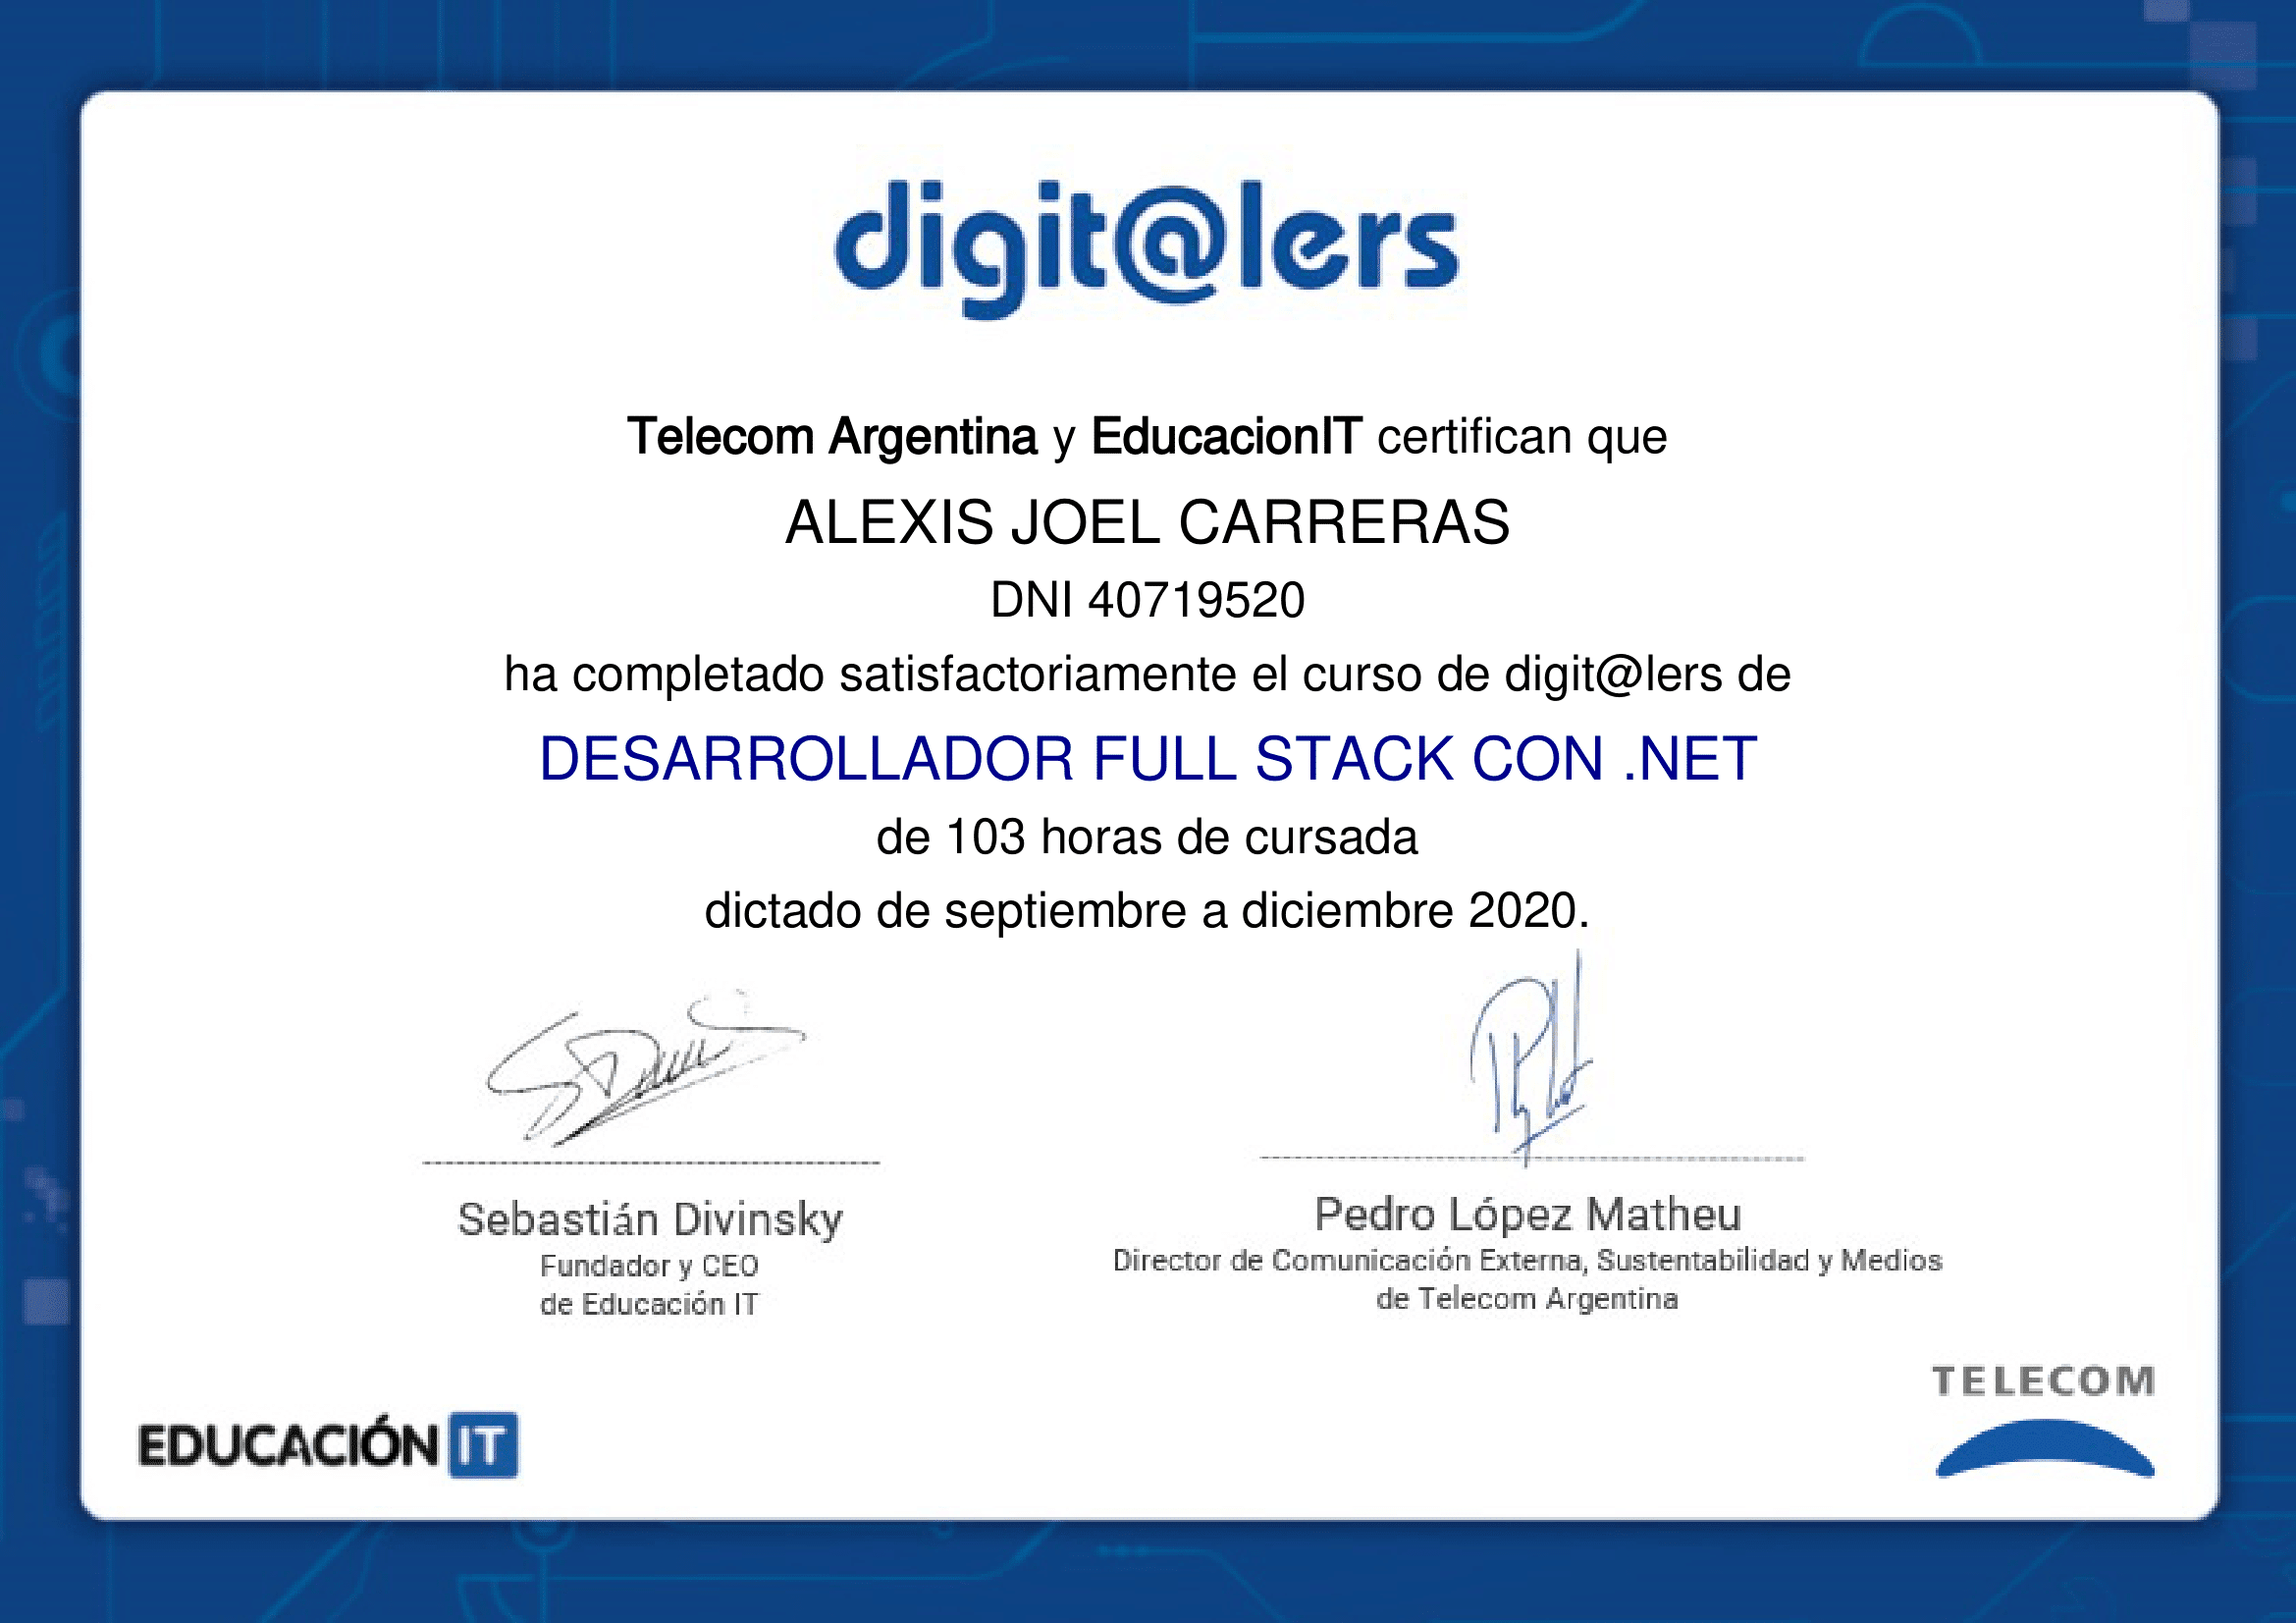 digit@lers
Telecom Argentina y EducacionIT certifican que
ALEXIS JOEL CARRERAS
DNI 40719520
ha completado satisfactoriamente el curso de digit@lers de
DESARROLLADOR FULL STACK CON .NET
de 103 horas de cursada
dictado de septiembre a diciembre 2020.
Sebastián Divinsky
Fundador y CEO
de Educación IT
Pedro López Matheu
Director de Comunicación Externa, Sustentabilidad y Medios
de Telecom Argentina
EDUCACIÓN IT
TELECOM